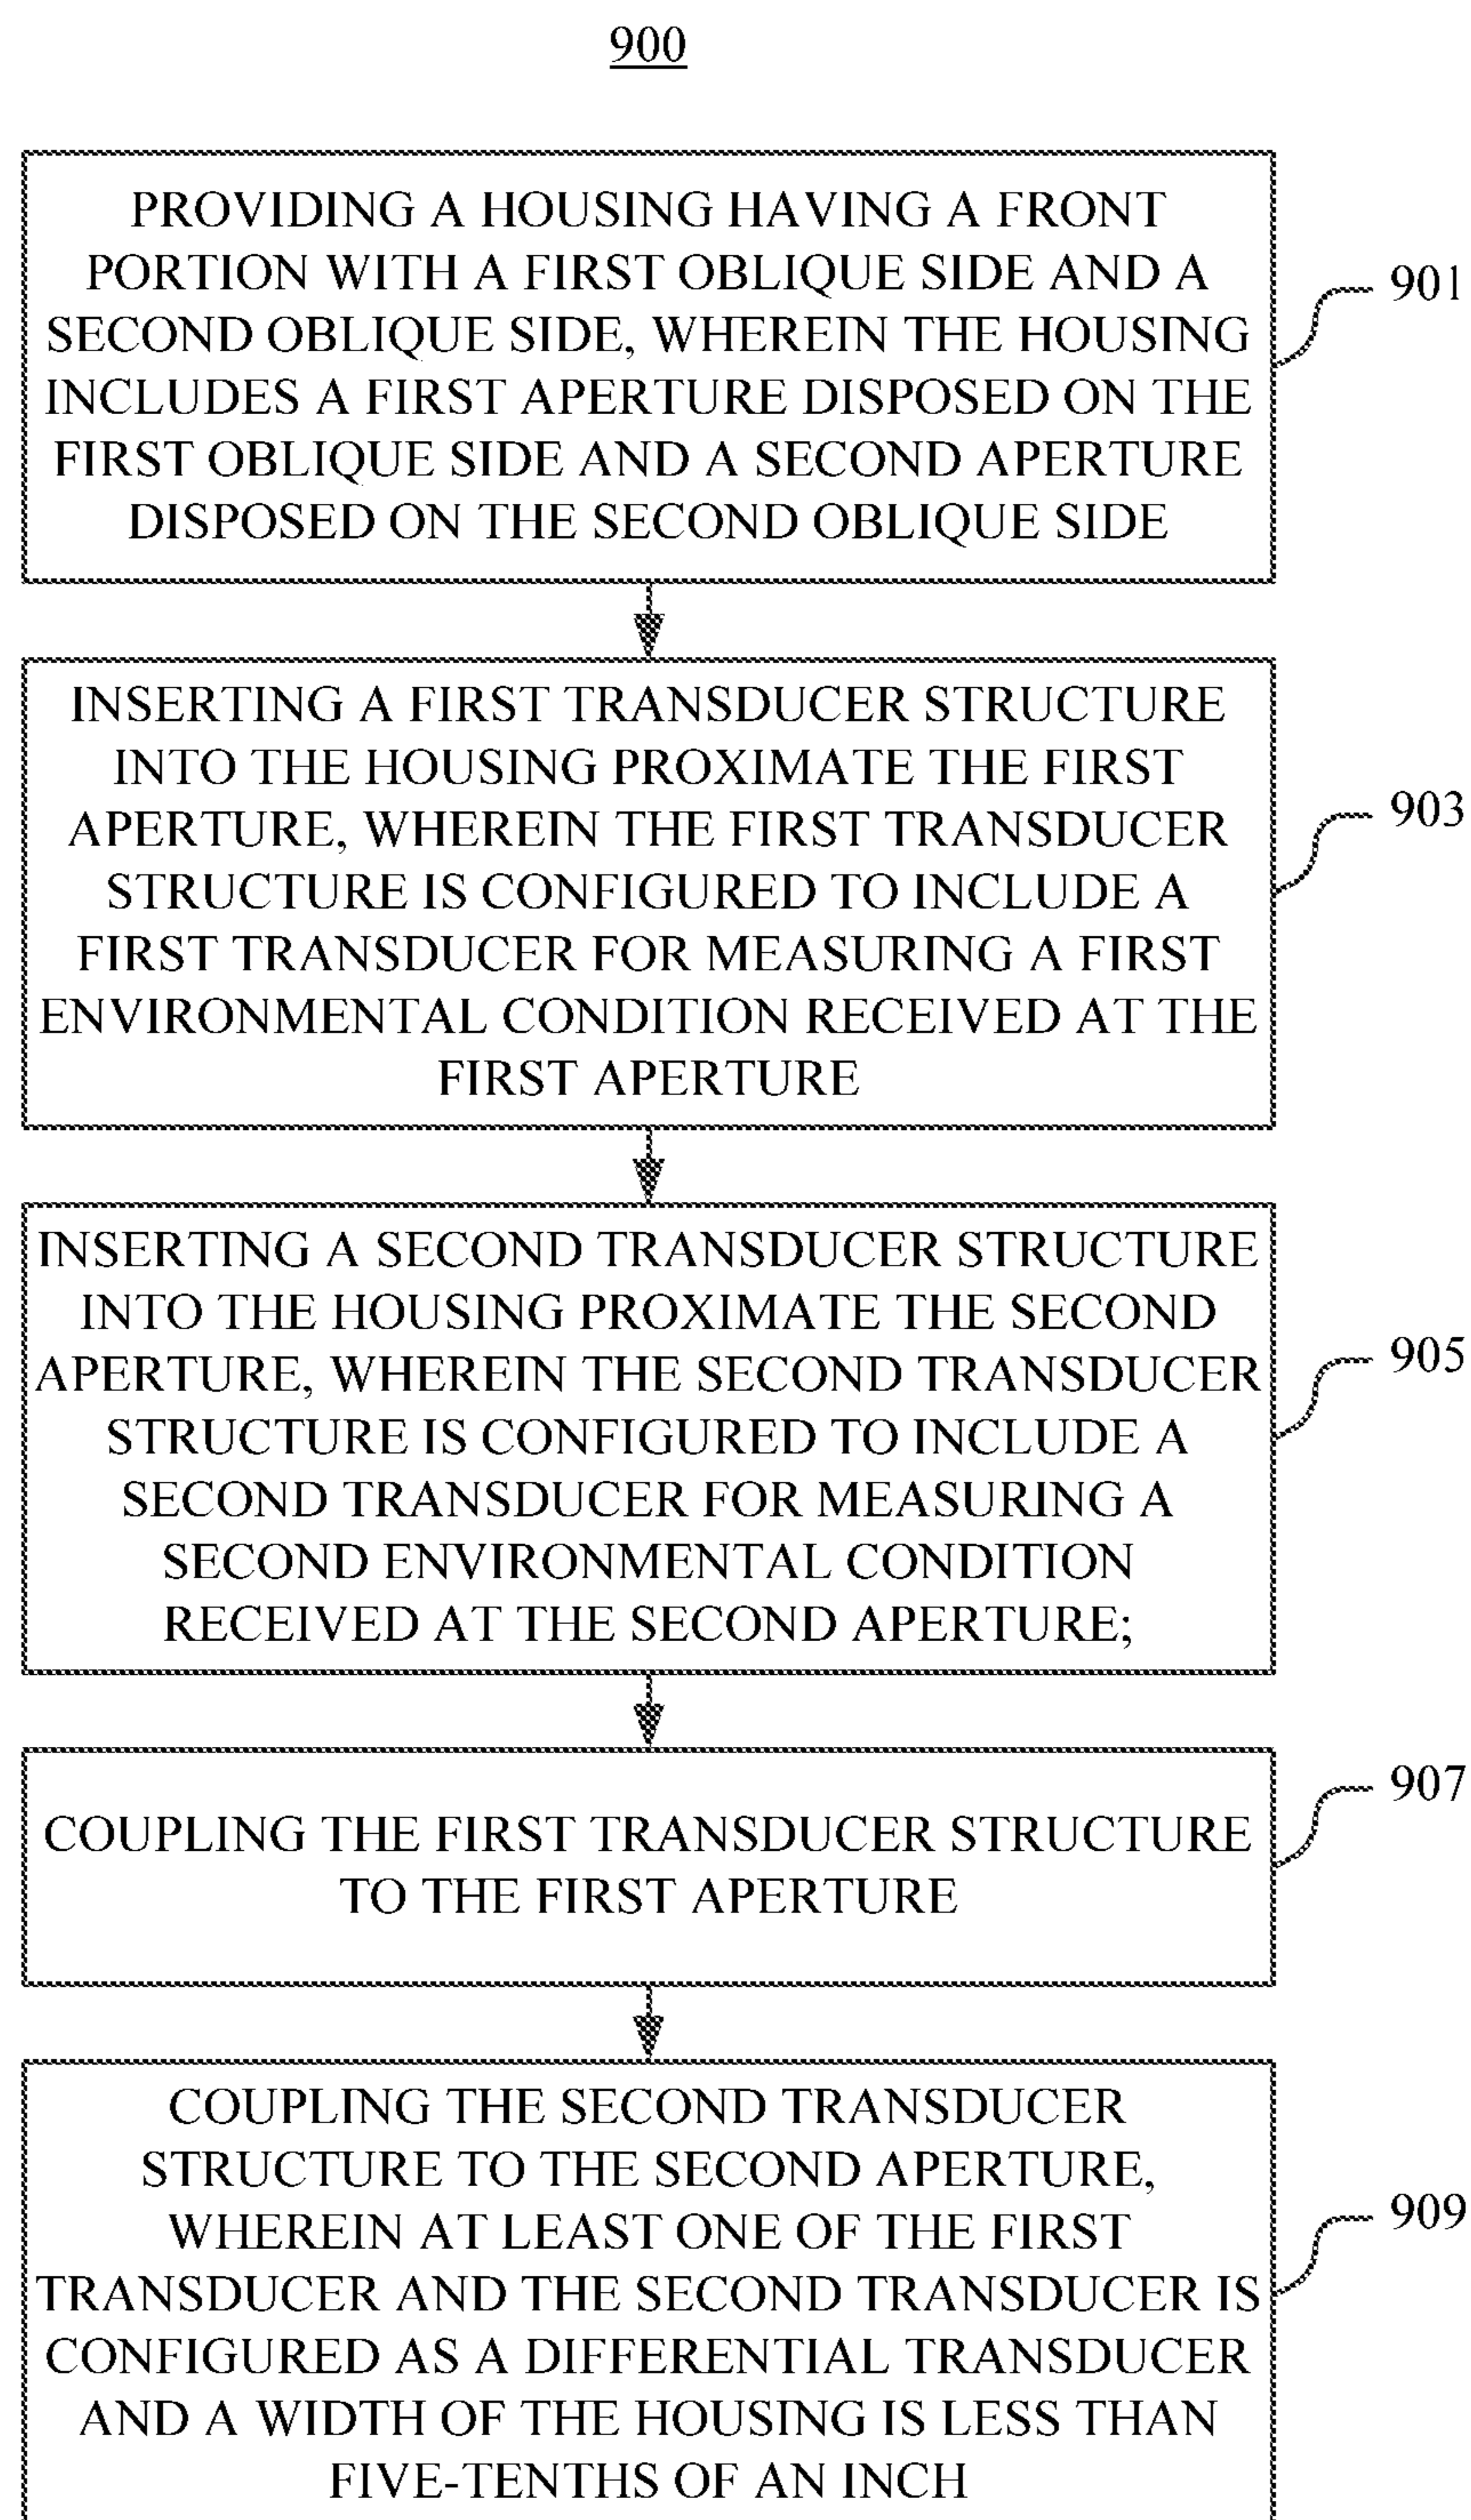 900
PROVIDING A HOUSING HAVING A FRONT
PORTION WITH A FIRST OBLIQUE SIDE AND A
SECOND OBLIQUE SIDE, WHEREIN THE HOUSING
INCLUDES A FIRST APERTURE DISPOSED ON THE
FIRST OBLIQUE SIDE AND A SECOND APERTURE
DISPOSED ON THE SECOND OBLIQUE SIDE
901
INSERTING A FIRST TRANSDUCER STRUCTURE
INTO THE HOUSING PROXIMATE THE FIRST
APERTURE, WHEREIN THE FIRST TRANSDUCER
STRUCTURE IS CONFIGURED TO INCLUDE A
FIRST TRANSDUCER FOR MEASURING A FIRST
ENVIRONMENTAL CONDITION RECEIVED AT THE
FIRST APERTURE
903
INSERTING A SECOND TRANSDUCER STRUCTURE
INTO THE HOUSING PROXIMATE THE SECOND
APERTURE, WHEREIN THE SECOND TRANSDUCER
STRUCTURE IS CONFIGURED TO INCLUDE A
SECOND TRANSDUCER FOR MEASURING A
SECOND ENVIRONMENTAL CONDITION
RECEIVED AT THE SECOND APERTURE;
905
COUPLING THE FIRST TRANSDUCER STRUCTURE
TO THE FIRST APERTURE
907
COUPLING THE SECOND TRANSDUCER
STRUCTURE TO THE SECOND APERTURE,
WHEREIN AT LEAST ONE OF THE FIRST
TRANSDUCER AND THE SECOND TRANSDUCER IS
CONFIGURED AS A DIFFERENTIAL TRANSDUCER
AND A WIDTH OF THE HOUSING IS LESS THAN
FIVE-TENTHS OF AN INCH
909